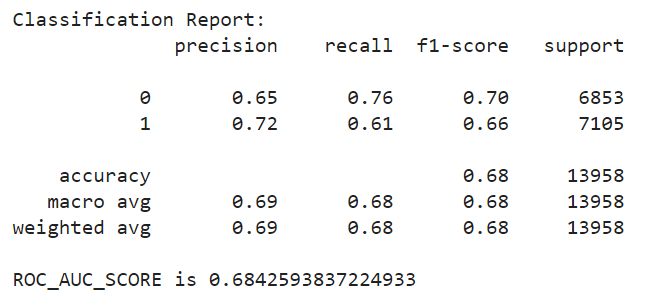 Classification Report:
precision recall f1-score support
0 0.65 0.76 0.70 6853
1 0.72 0.61 0.66 7105
accuracy 0.68 13958
macro avg 0.69 0.68 0.68 13958
weighted avg 0.69 0.68 0.68 13958
ROC_AUC_SCORE is 0.6842593837224933